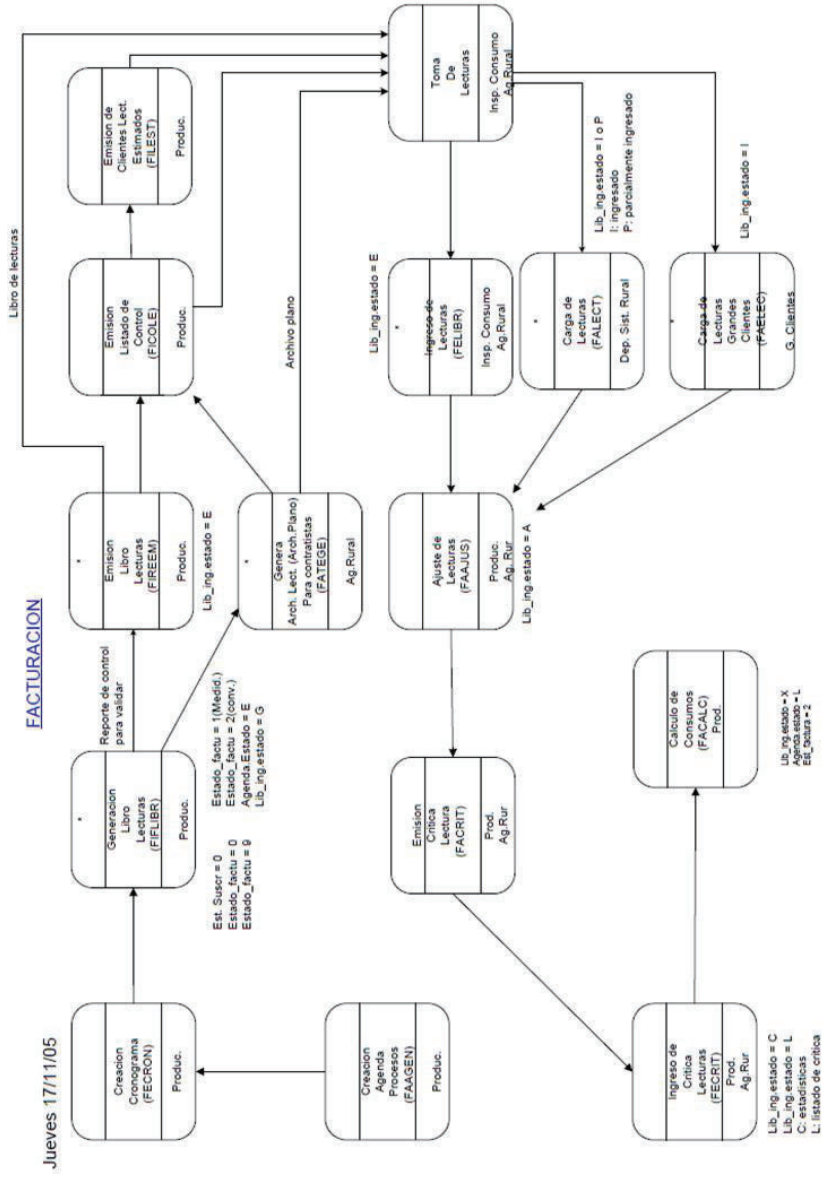 Jueves 17/11/05
FACTURACION
Libro de lecturas
Creacion
Cronograma
(FECRON)
Produc.
*
Generacion
Libro
Lecturas
(FIFLIBR)
Produc.
Reporte de control
para validar
*
Emision
Libro
Lecturas
(FIREEM)
Produc.
Lib_ing.estado = E
Emision
Listado de
Control
(FICOLE)
Produc.
Emision de
Clientes Lect.
Estimados
(FILEST)
Produc.
Est. Suscr = 0
Estado_factu = 0
Estado_factu = 9
Estado_factu = 1(Medid.)
Estado_factu = 2(conv.)
Agenda.Estado = E
Lib_ing.estado = G
*
Genera
Arch. Lect. (Arch.Plano)
Para contratistas
(FATEGE)
Ag.Rural
Archivo plano
Creacion
Agenda
Procesos
(FAAGEN)
Produc.
Emision
Critica
Lectura
(FACRIT)
Prod.
Ag.Rur
Ajuste de
Lecturas
(FAAJUS)
Produc.
Ag. Rur
Lib_ing.estado = A
Lib_ing.estado = E
*
Ingreso de
Lecturas
(FELIBR)
Insp. Consumo
Ag.Rural
Toma
De
Lecturas
Insp. Consumo
Ag.Rural
*
Carga de
Lecturas
(FALECT)
Dep. Sist. Rural
Lib_ing.estado = I o P
I: ingresado
P: parcialmente ingresado
*
Carga de
Lecturas
Grandes
Clientes
(FAELEC)
G. Clientes
Lib_ing.estado = I
Ingreso de
Critica
Lecturas
(FECRIT)
Prod.
Ag.Rur
Lib_ing.estado = C
Lib_ing.estado = L
C: estadisticas
L: listado de critica
Calculo de
Consumos
(FACALC)
Prod.
Lib_ing.estado = X
Agenda.estado = L
Est_factura = 2